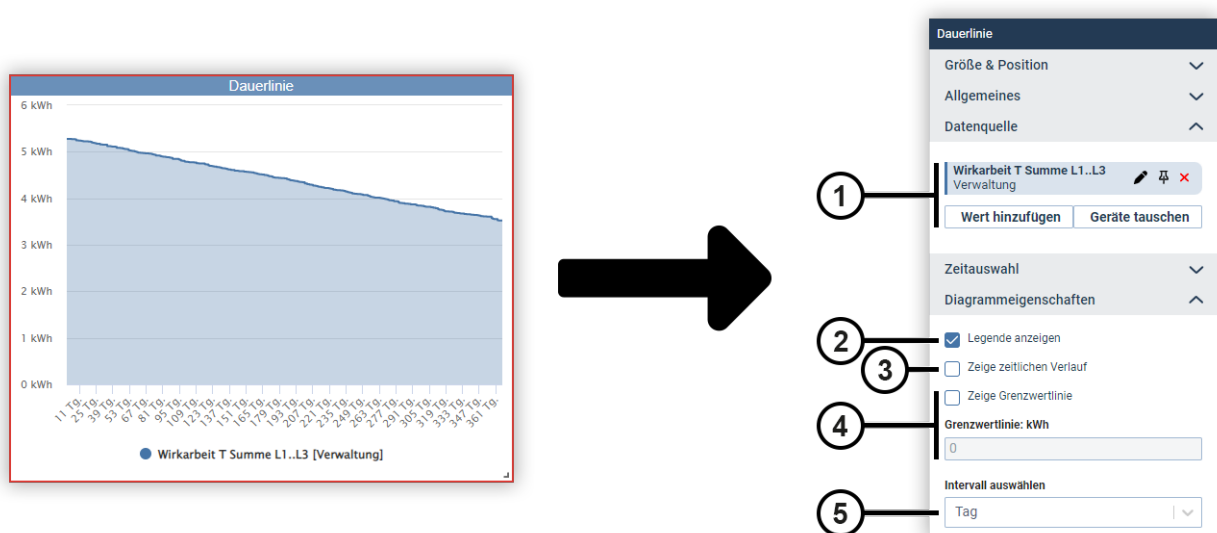 Dauerlinie
6 kWh
5 kWh
4 kWh
3 kWh
2 kWh
1 kWh
0 kWh
11 Tg.
25 Tg.
39 Tg.
53 Tg.
67 Tg.
81 Tg.
95 Tg.
109 Tg.
123 Tg.
137 Tg.
151 Tg.
165 Tg.
179 Tg.
193 Tg.
207 Tg.
221 Tg.
235 Tg.
249 Tg.
263 Tg.
277 Tg.
291 Tg.
305 Tg.
319 Tg.
333 Tg.
347 Tg.
361 Tg.
Wirkarbeit T Summe L1..L3 [Verwaltung]
Dauerlinie
Größe & Position
Allgemeines
Datenquelle
1
Wirkarbeit T Summe L1..L3
Verwaltung
Wert hinzufügen Geräte tauschen
Zeitauswahl
Diagrammeigenschaften
2 Legende anzeigen
3 Zeige zeitlichen Verlauf
Zeige Grenzwertlinie
4 Grenzwertlinie: kWh
0
Intervall auswählen
5 Tag